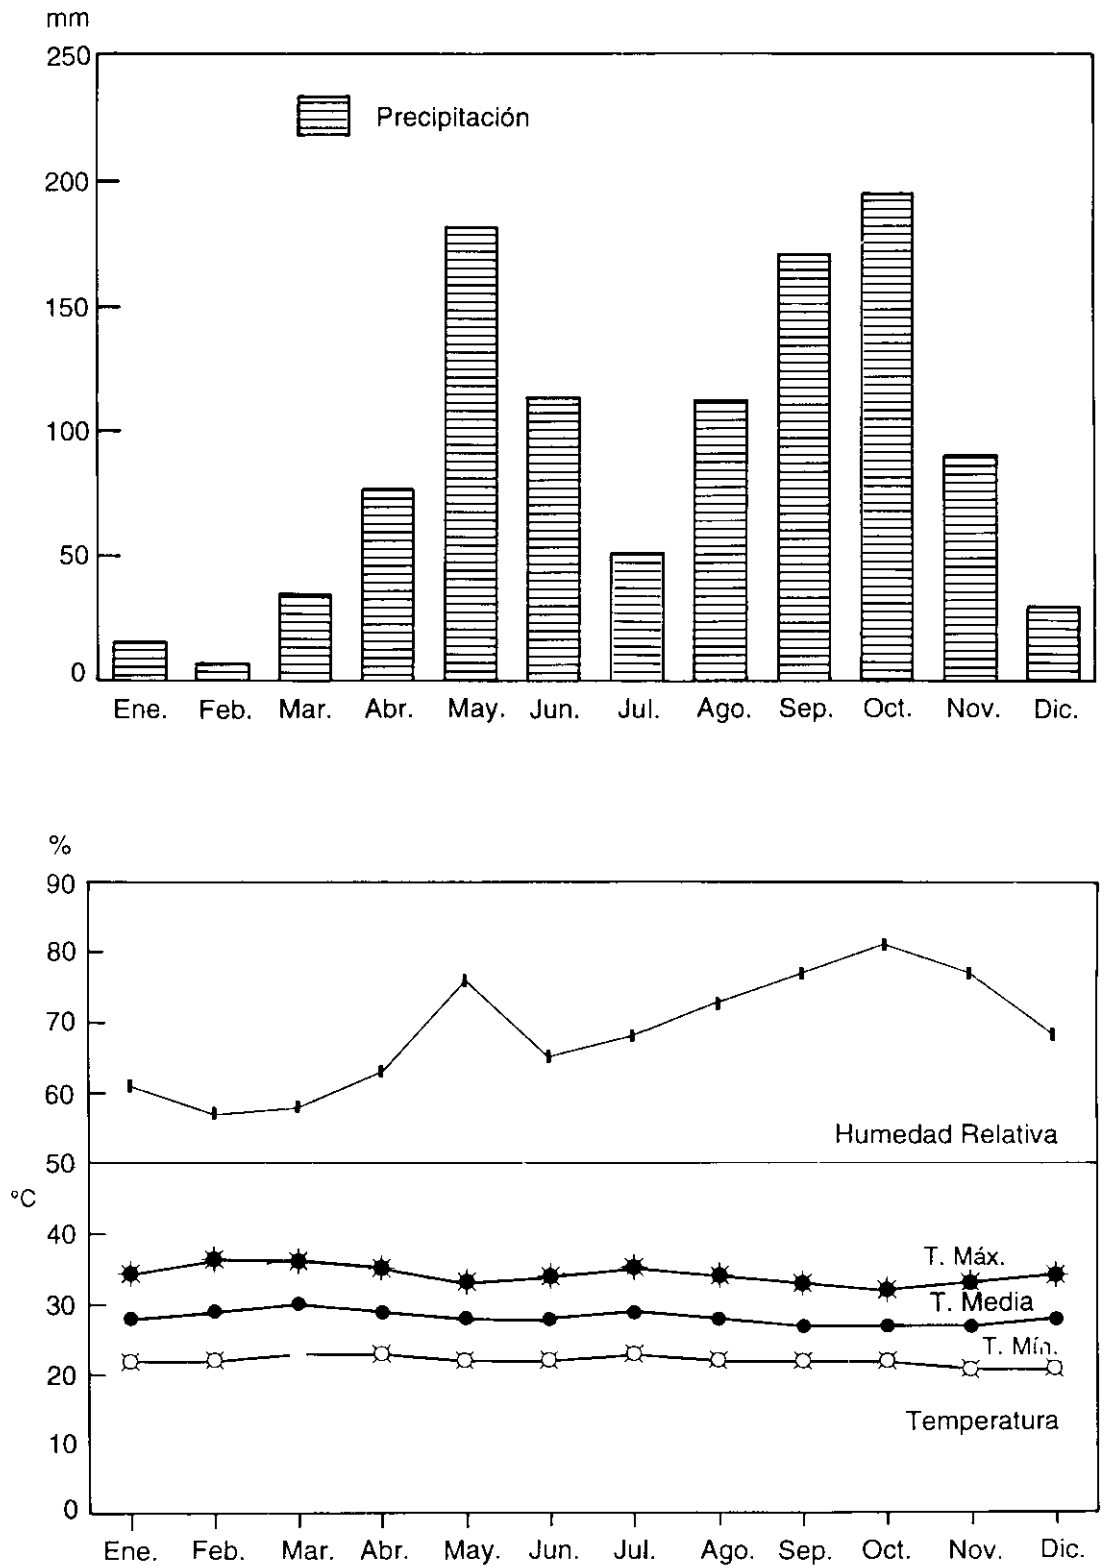 mm
250
Precipitación
200
150
100
50
0
Ene. Feb. Mar. Abr. May. Jun. Jul. Ago. Sep. Oct. Nov. Dic.
%
90
80
70
60
Humedad Relativa
50
°C
40
T. Máx.
30
T. Media
T. Mín.
20
Temperatura
10
0
Ene. Feb. Mar. Abr. May. Jun. Jul. Ago. Sep. Oct. Nov. Dic.